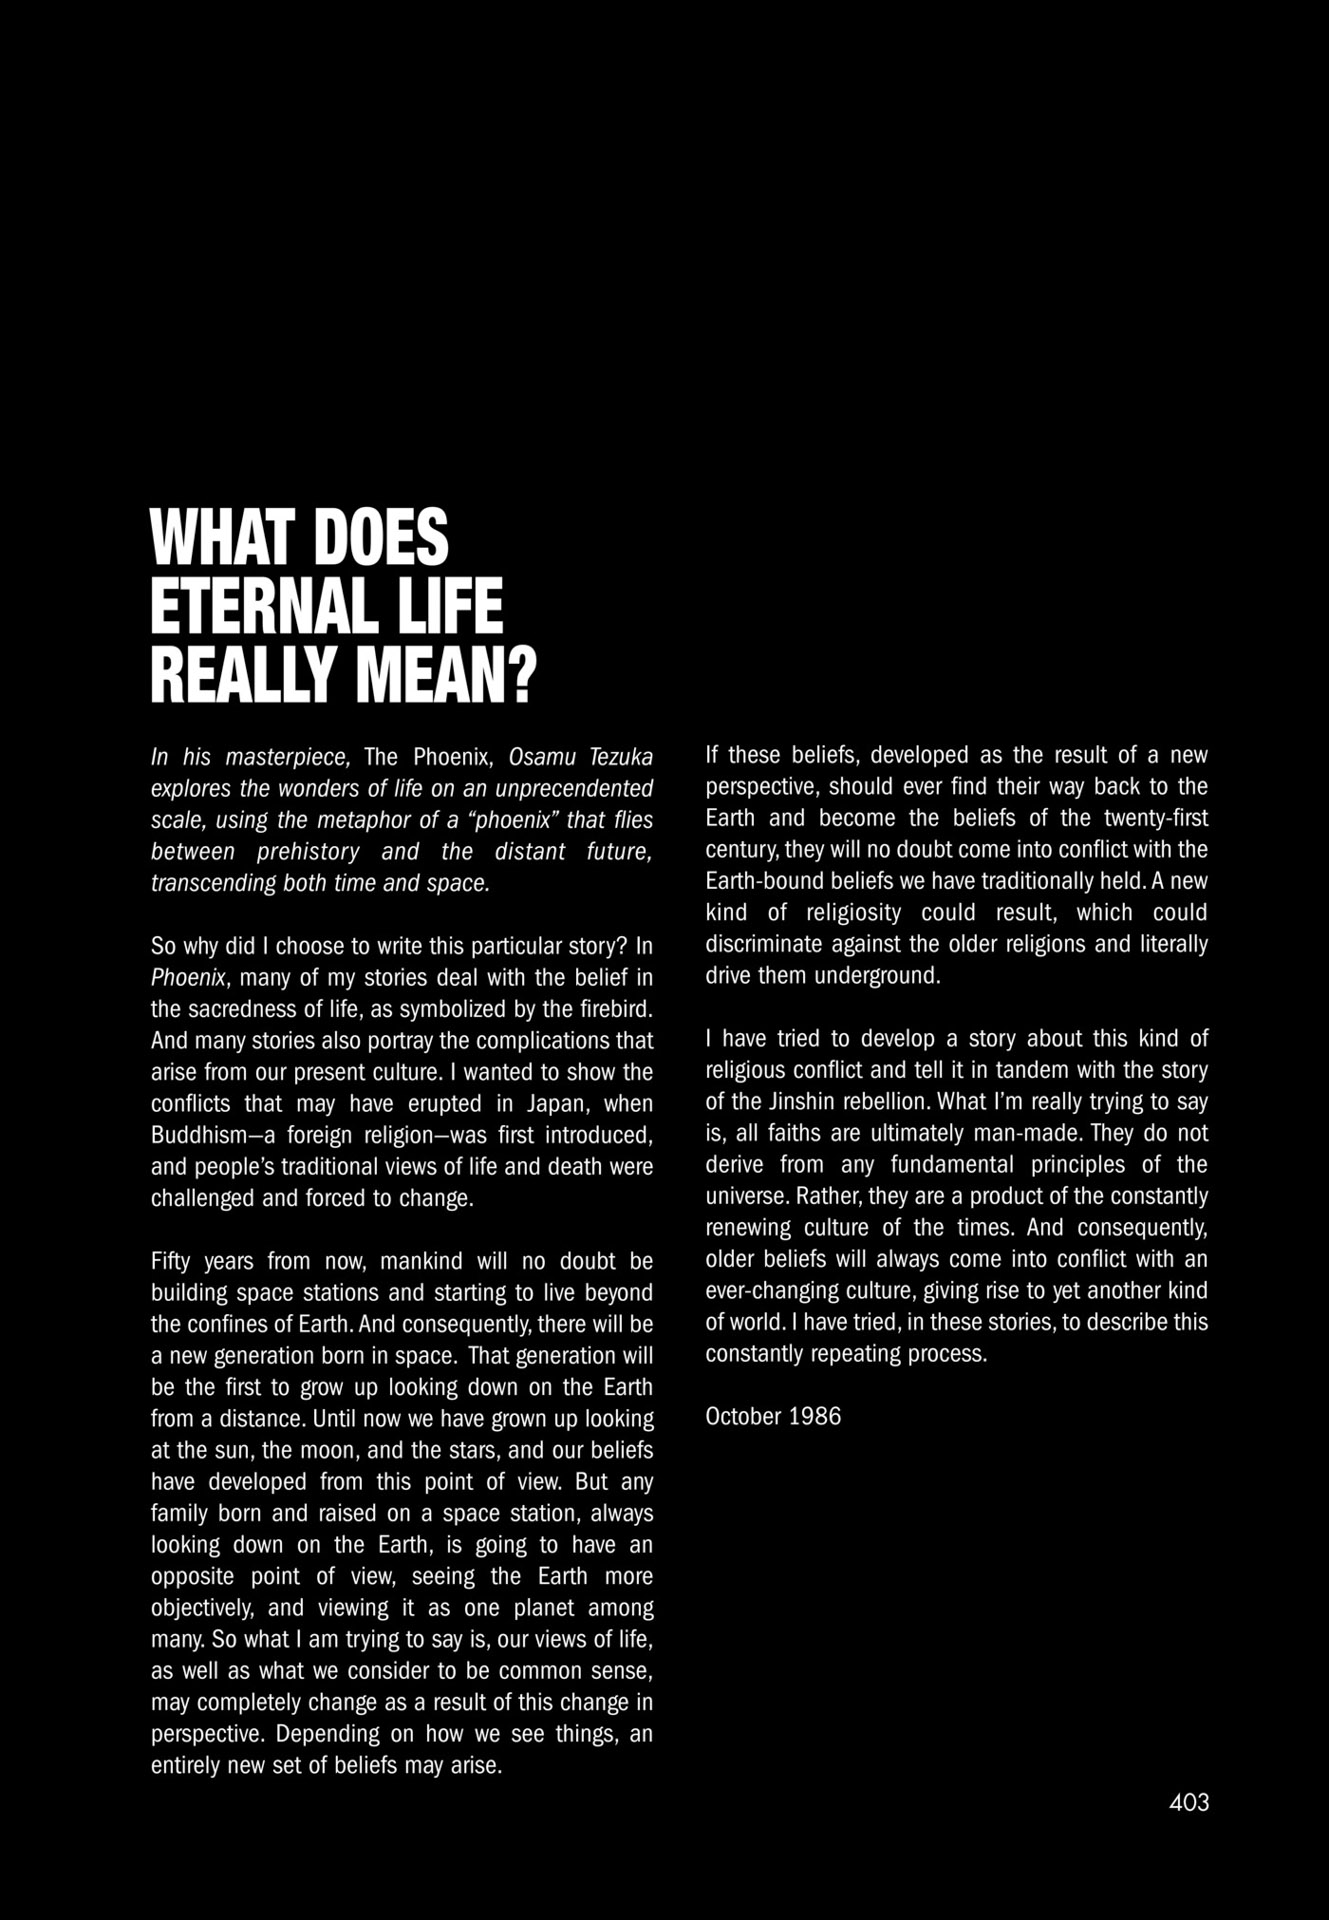 WHAT DOES
ETERNAL LIFE
REALLY MEAN?
In his masterpiece, The Phoenix, Osamu Tezuka
explores the wonders of life on an unprecendented
scale, using the metaphor of a “phoenix” that flies
between prehistory and the distant future,
transcending both time and space.
So why did I choose to write this particular story? In
Phoenix, many of my stories deal with the belief in
the sacredness of life, as symbolized by the firebird.
And many stories also portray the complications that
arise from our present culture. I wanted to show the
conflicts that may have erupted in Japan, when
Buddhism—a foreign religion—was first introduced,
and people’s traditional views of life and death were
challenged and forced to change.
Fifty years from now, mankind will no doubt be
building space stations and starting to live beyond
the confines of Earth. And consequently, there will be
a new generation born in space. That generation will
be the first to grow up looking down on the Earth
from a distance. Until now we have grown up looking
at the sun, the moon, and the stars, and our beliefs
have developed from this point of view. But any
family born and raised on a space station, always
looking down on the Earth, is going to have an
opposite point of view, seeing the Earth more
objectively, and viewing it as one planet among
many. So what I am trying to say is, our views of life,
as well as what we consider to be common sense,
may completely change as a result of this change in
perspective. Depending on how we see things, an
entirely new set of beliefs may arise.
If these beliefs, developed as the result of a new
perspective, should ever find their way back to the
Earth and become the beliefs of the twenty-first
century, they will no doubt come into conflict with the
Earth-bound beliefs we have traditionally held. A new
kind of religiosity could result, which could
discriminate against the older religions and literally
drive them underground.
I have tried to develop a story about this kind of
religious conflict and tell it in tandem with the story
of the Jinshin rebellion. What I’m really trying to say
is, all faiths are ultimately man-made. They do not
derive from any fundamental principles of the
universe. Rather, they are a product of the constantly
renewing culture of the times. And consequently,
older beliefs will always come into conflict with an
ever-changing culture, giving rise to yet another kind
of world. I have tried, in these stories, to describe this
constantly repeating process.
October 1986
403